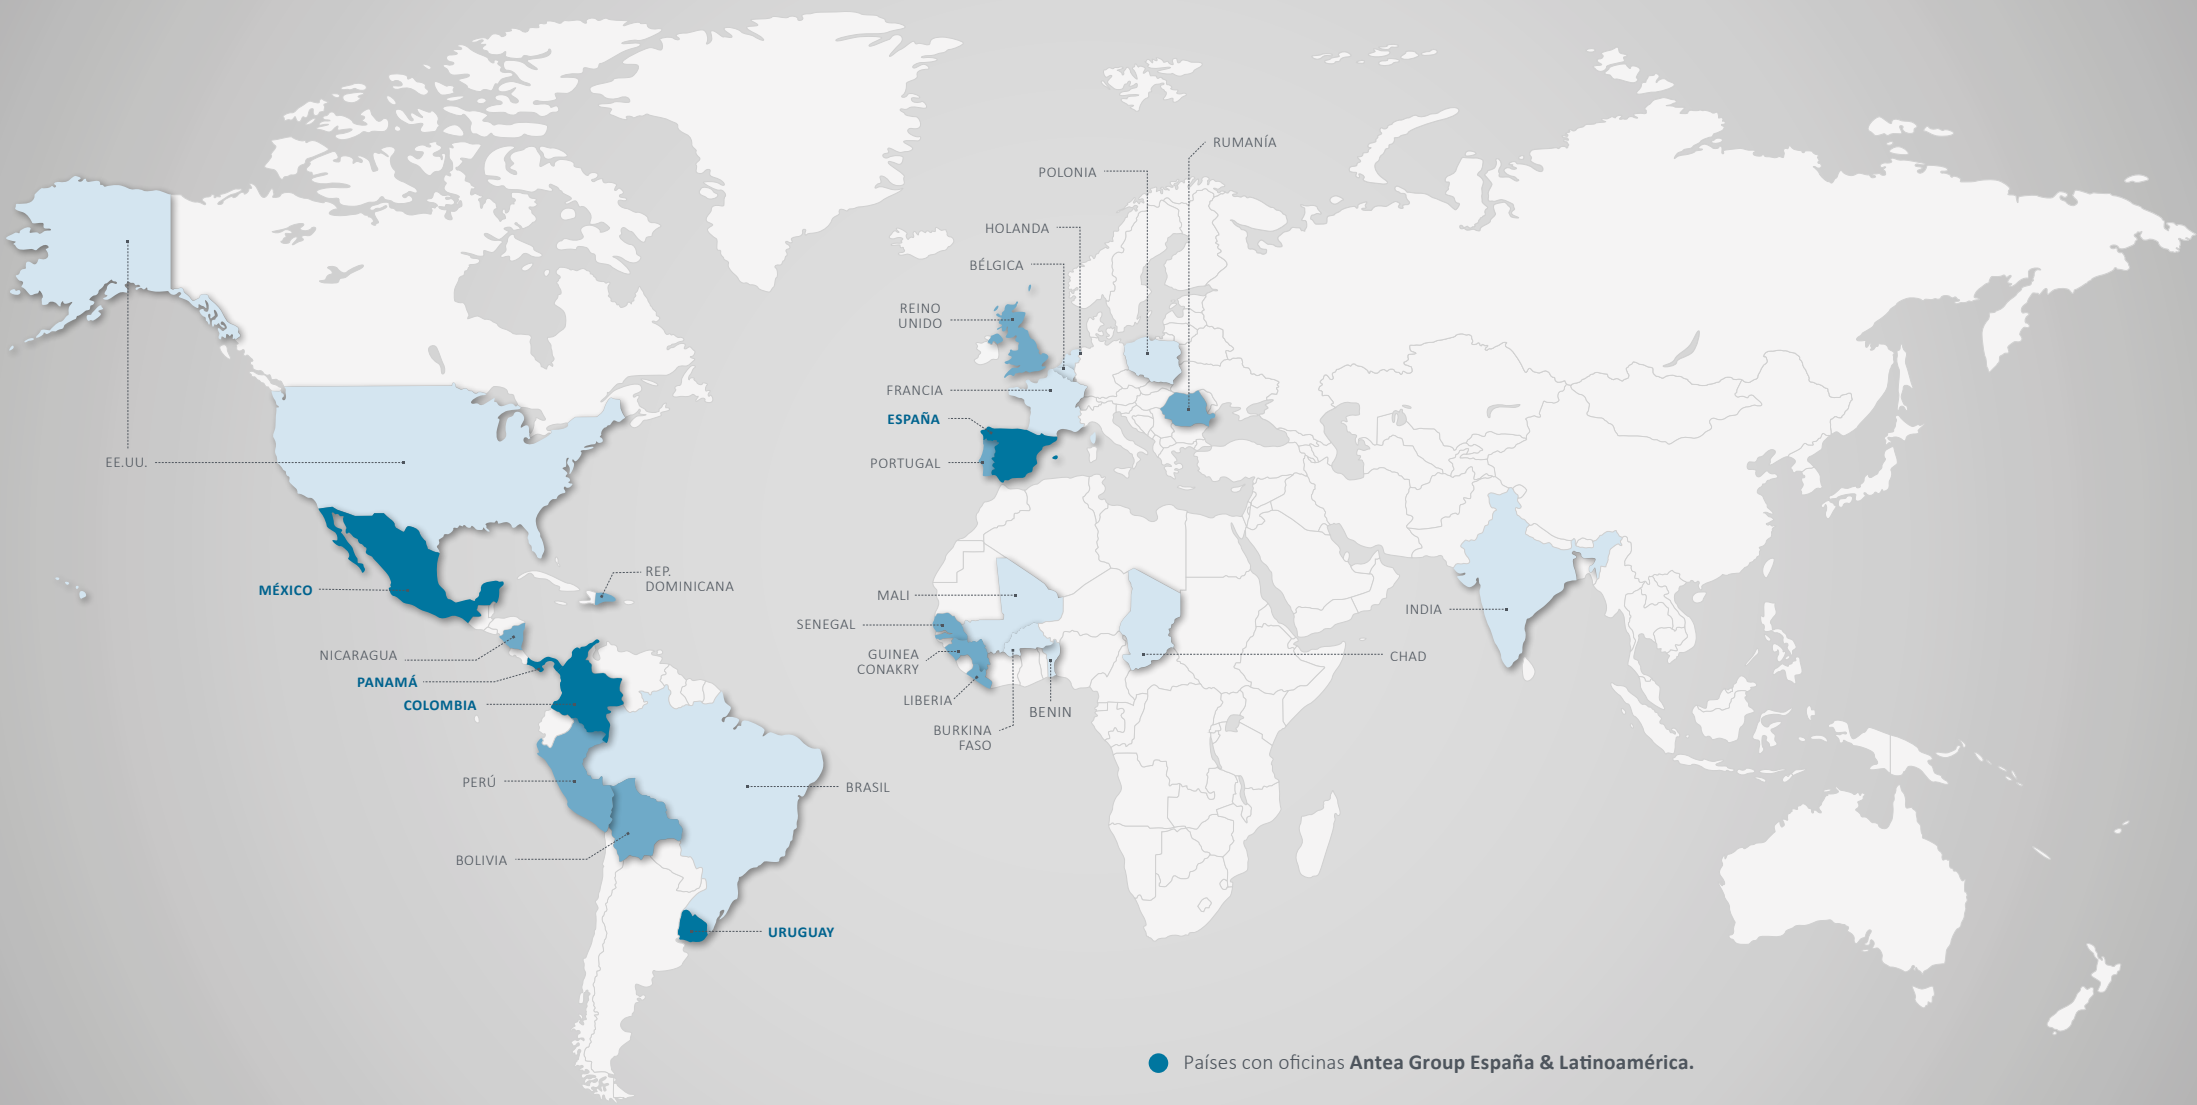 RUMANÍA
POLONIA
HOLANDA
BÉLGICA
REINO
UNIDO
FRANCIA
ESPAÑA
PORTUGAL
EE.UU.
MÉXICO
REP.
DOMINICANA
NICARAGUA
PANAMÁ
COLOMBIA
PERÚ
BRASIL
BOLIVIA
URUGUAY
MALI
SENEGAL
GUINEA
CONAKRY
LIBERIA
BURKINA
FASO
BENIN
CHAD
INDIA
Países con oficinas Antea Group España & Latinoamérica.